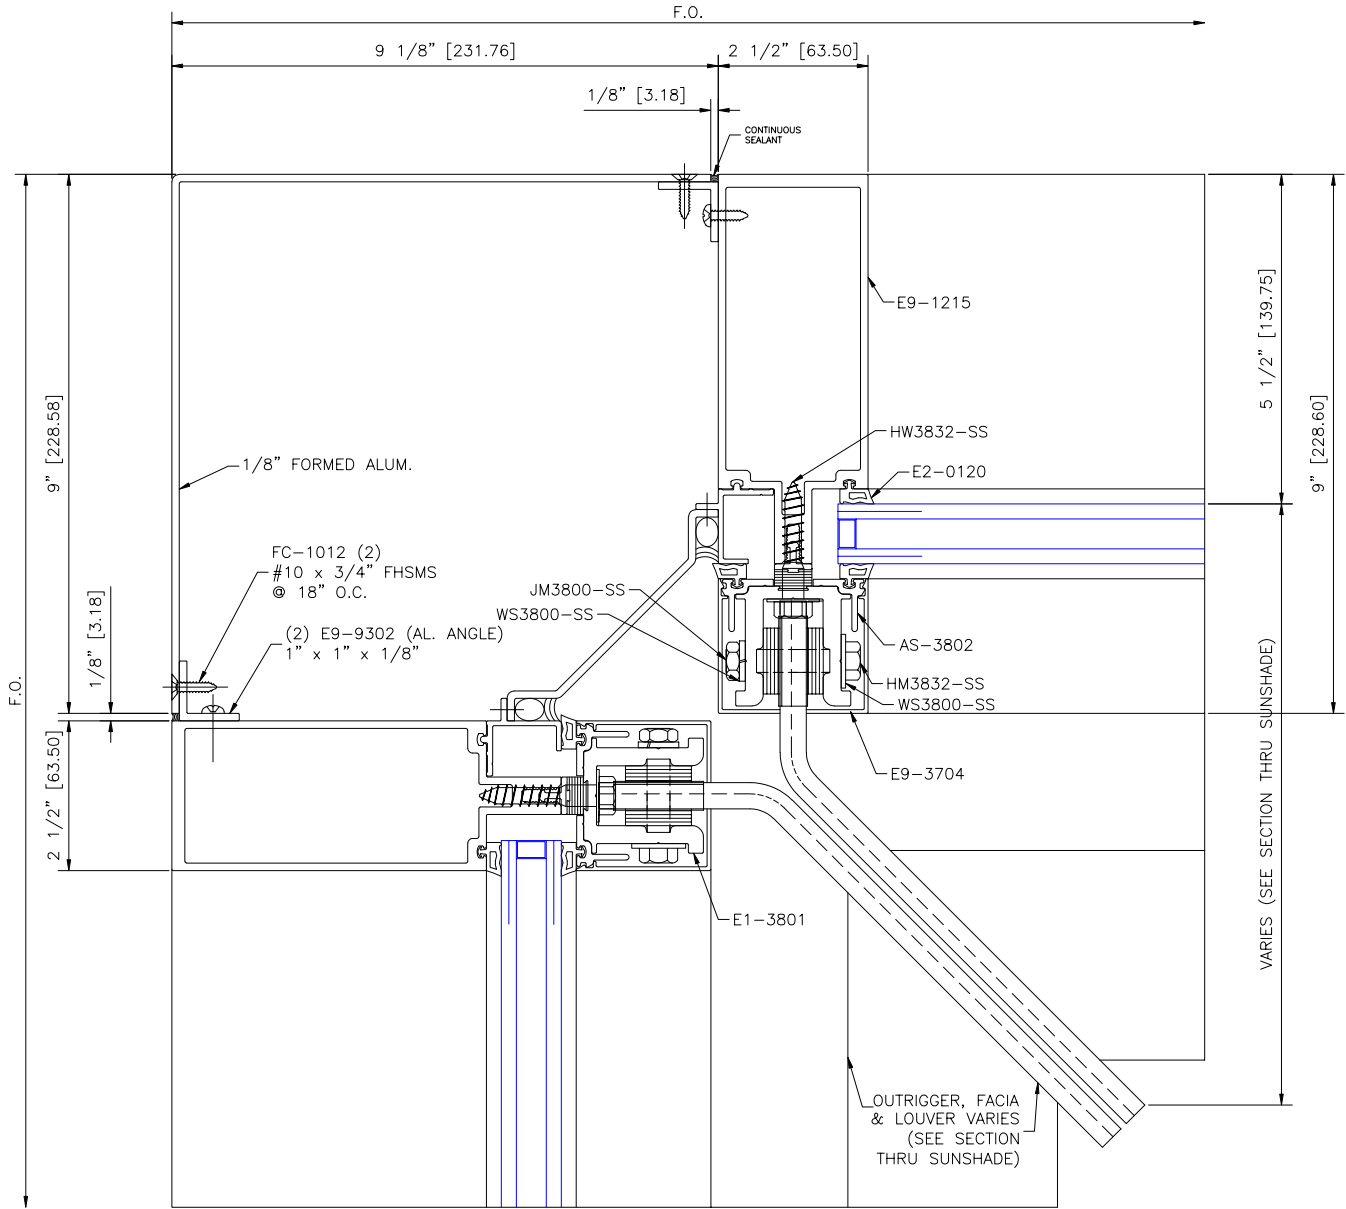 F.O.
9 1/8" [231.76]
2 1/2" [63.50]
1/8" [3.18]
CONTINUOUS
SEALANT
E9-1215
5 1/2" [139.75]
9" [228.60]
9" [228.58]
HW3832-SS
E2-0120
1/8" FORMED ALUM.
FC-1012 (2)
#10 x 3/4" FHSMS
@ 18" O.C.
JM3800-SS
WS3800-SS
1/8" [3.18]
(2) E9-9302 (AL. ANGLE)
1" x 1" x 1/8"
AS-3802
HM3832-SS
WS3800-SS
F.O.
2 1/2" [63.50]
E9-3704
VARIES (SEE SECTION THRU SUNSHADE)
E1-3801
OUTRIGGER, FACIA
& LOUVER VARIES
(SEE SECTION
THRU SUNSHADE)